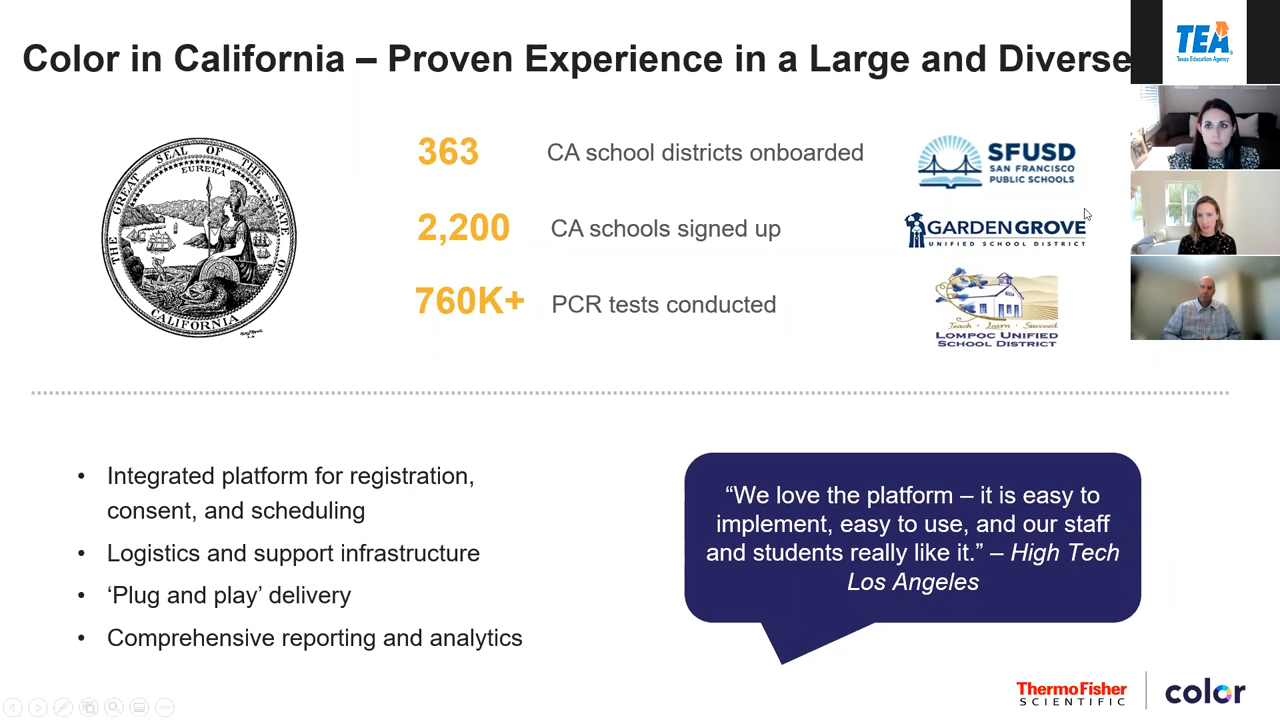 Color in California – Proven Experience in a Large and Diverse
TEA
Texas Education Agency
THE GREAT SEAL OF THE STATE OF CALIFORNIA
EUREKA
363 CA school districts onboarded
SFUSD
SAN FRANCISCO
PUBLIC SCHOOLS
2,200 CA schools signed up
GARDEN GROVE
UNIFIED SCHOOL DISTRICT
760K+ PCR tests conducted
Teach · Learn · Succeed
LOMPOC UNIFIED
SCHOOL DISTRICT
• Integrated platform for registration,
consent, and scheduling
• Logistics and support infrastructure
• ‘Plug and play’ delivery
• Comprehensive reporting and analytics
“We love the platform – it is easy to
implement, easy to use, and our staff
and students really like it.” – High Tech
Los Angeles
ThermoFisher
SCIENTIFIC
color